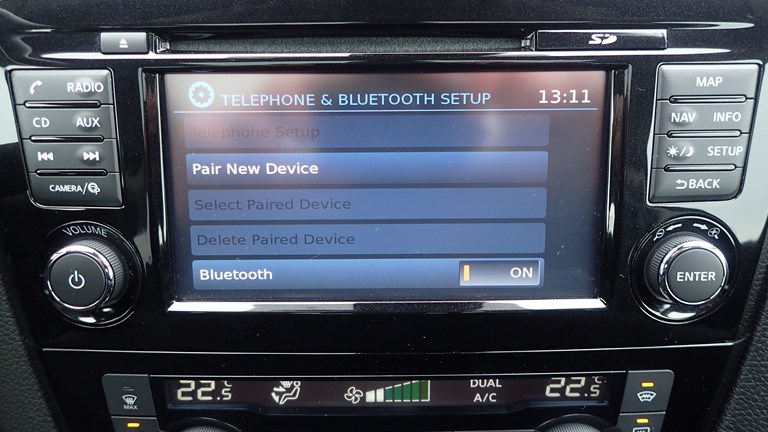 RADIO
CD AUX
CAMERA/
VOLUME
TELEPHONE & BLUETOOTH SETUP 13:11
Telephone Setup
Pair New Device
Select Paired Device
Delete Paired Device
Bluetooth ON
SD
MAP
NAV INFO
SETUP
BACK
ENTER
MAX
22.5°C
DUAL
A/C
22.5°C